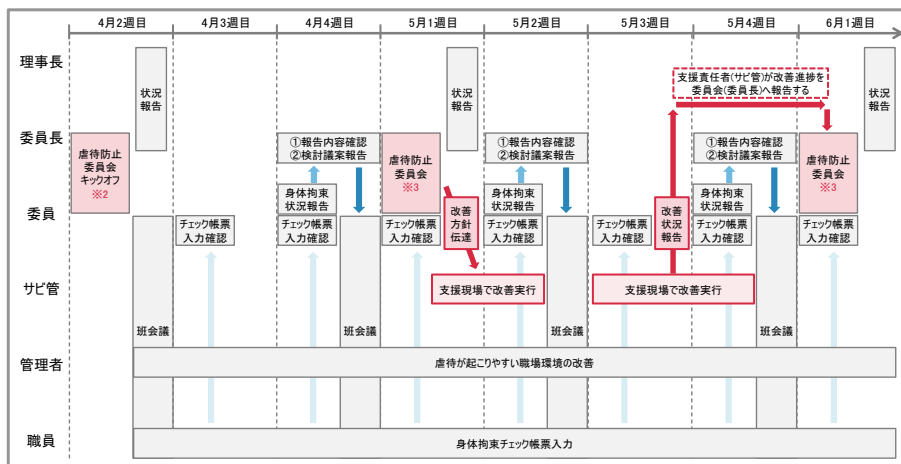 4月2週目
4月3週目
4月4週目
5月1週目
5月2週目
5月3週目
5月4週目
6月1週目
理事長
状況
報告
状況
報告
支援責任者(サビ管)が改善進捗を
委員会(委員長)へ報告する
状況
報告
委員長
虐待防止
委員会
キックオフ
※2
①報告内容確認
②検討議案報告
虐待防止
委員会
※3
①報告内容確認
②検討議案報告
①報告内容確認
②検討議案報告
虐待防止
委員会
※3
身体拘束
状況報告
身体拘束
状況報告
身体拘束
状況報告
委員
チェック帳票
入力確認
チェック帳票
入力確認
チェック帳票
入力確認
改善
方針
伝達
チェック帳票
入力確認
チェック帳票
入力確認
改善
状況
報告
チェック帳票
入力確認
チェック帳票
入力確認
サビ管
支援現場で改善実行
支援現場で改善実行
班会議
班会議
班会議
班会議
管理者
虐待が起こりやすい職場環境の改善
職員
身体拘束チェック帳票入力